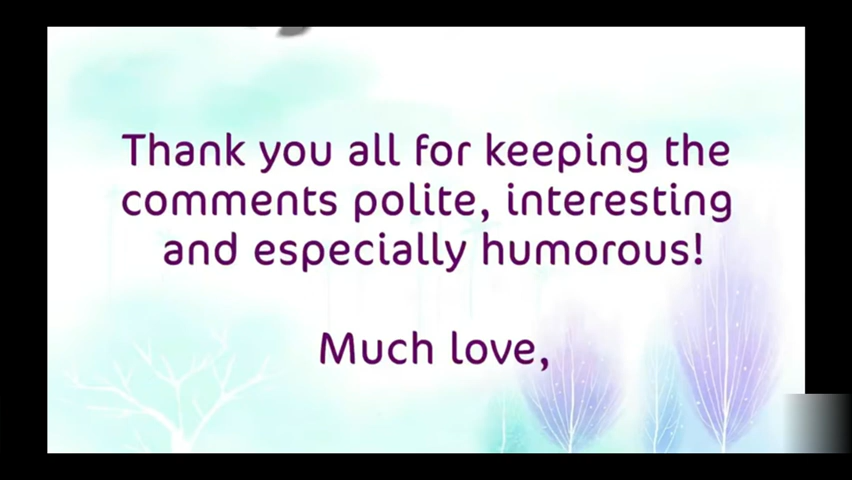 Thank you all for keeping the
comments polite, interesting
and especially humorous!
Much love,